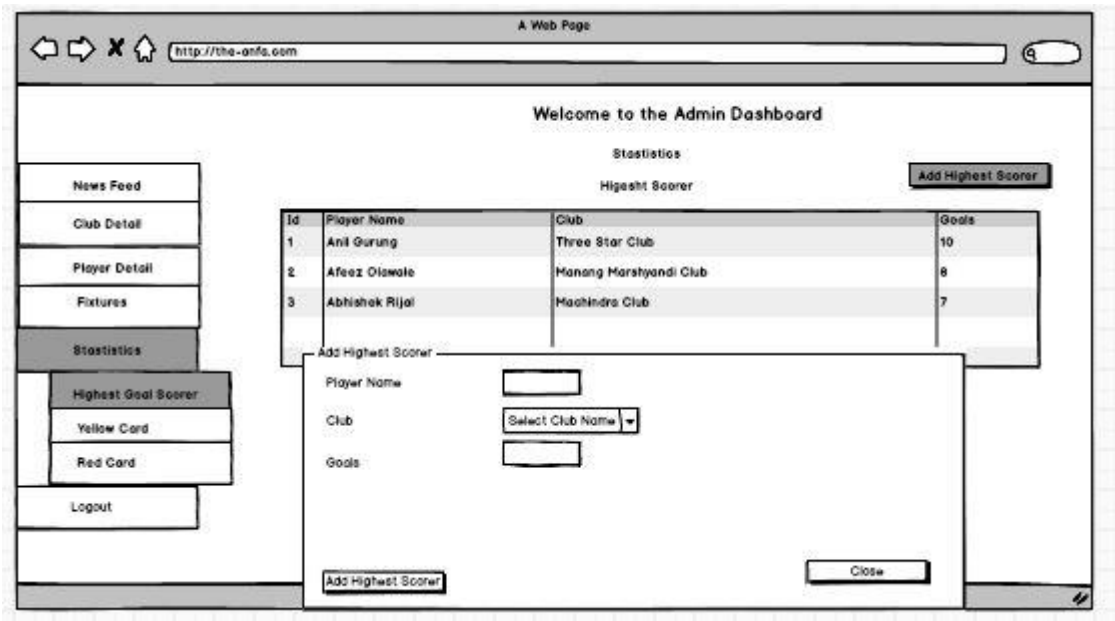 A Web Page
http://the-anfa.com
Welcome to the Admin Dashboard
Stastistics
Higesht Scorer
Add Highest Scorer
News Feed
Club Detail
Player Detail
Fixtures
Stastistics
Highest Goal Scorer
Yellow Card
Red Card
Logout
Id Player Name Club Goals
1 Anil Gurung Three Star Club 10
2 Afeez Olawale Manang Marshyandi Club 8
3 Abhishek Rijal Machindra Club 7
Add Highest Scorer
Player Name
Club Select Club Name
Goals
Add Highest Scorer
Close